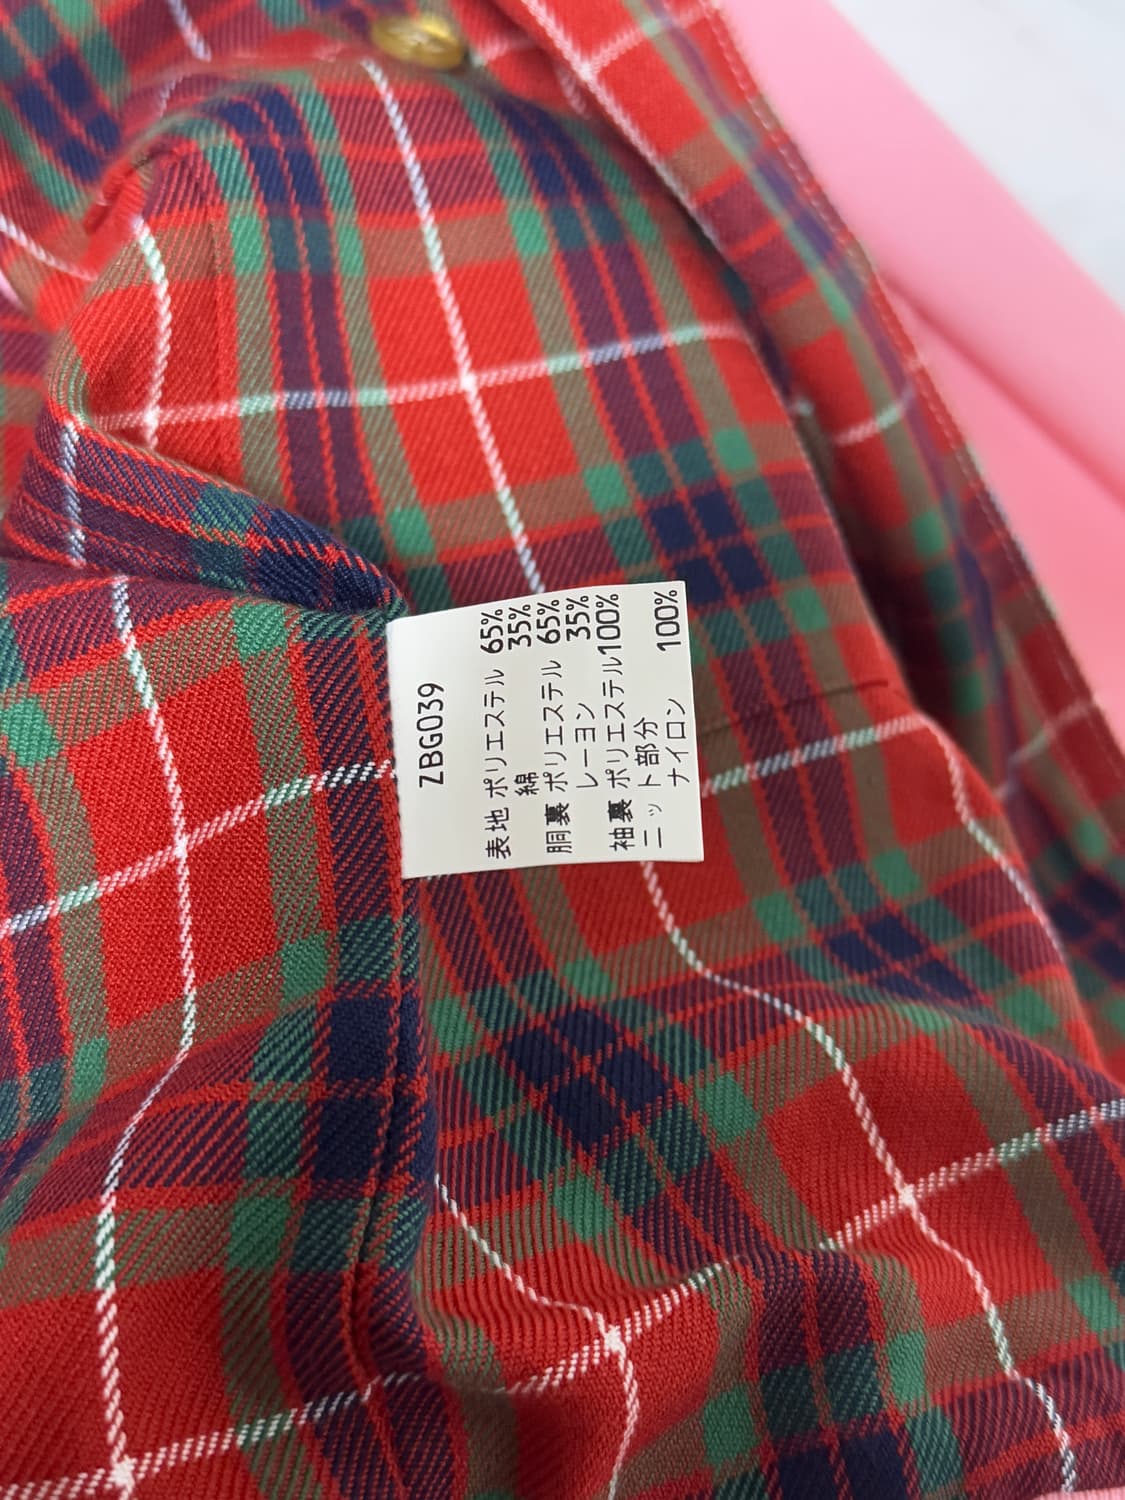 ZBG039
表地 ポリエステル 65%
綿 35%
胴裏 ポリエステル 65%
レーヨン 35%
袖裏 ポリエステル100%
ニット部分
ナイロン 100%